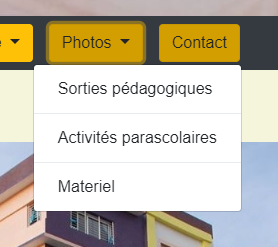 Photos
Contact
Sorties pédagogiques
Activités parascolaires
Materiel